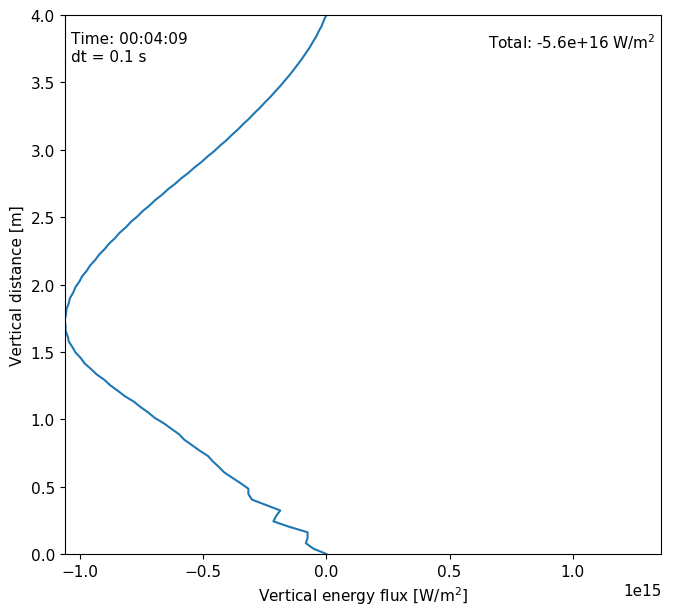 Time: 00:04:09
dt = 0.1 s
Total: -5.6e+16 W/m²
4.0
3.5
3.0
2.5
2.0
1.5
1.0
0.5
0.0
Vertical distance [m]
−1.0 −0.5 0.0 0.5 1.0
1e15
Vertical energy flux [W/m²]